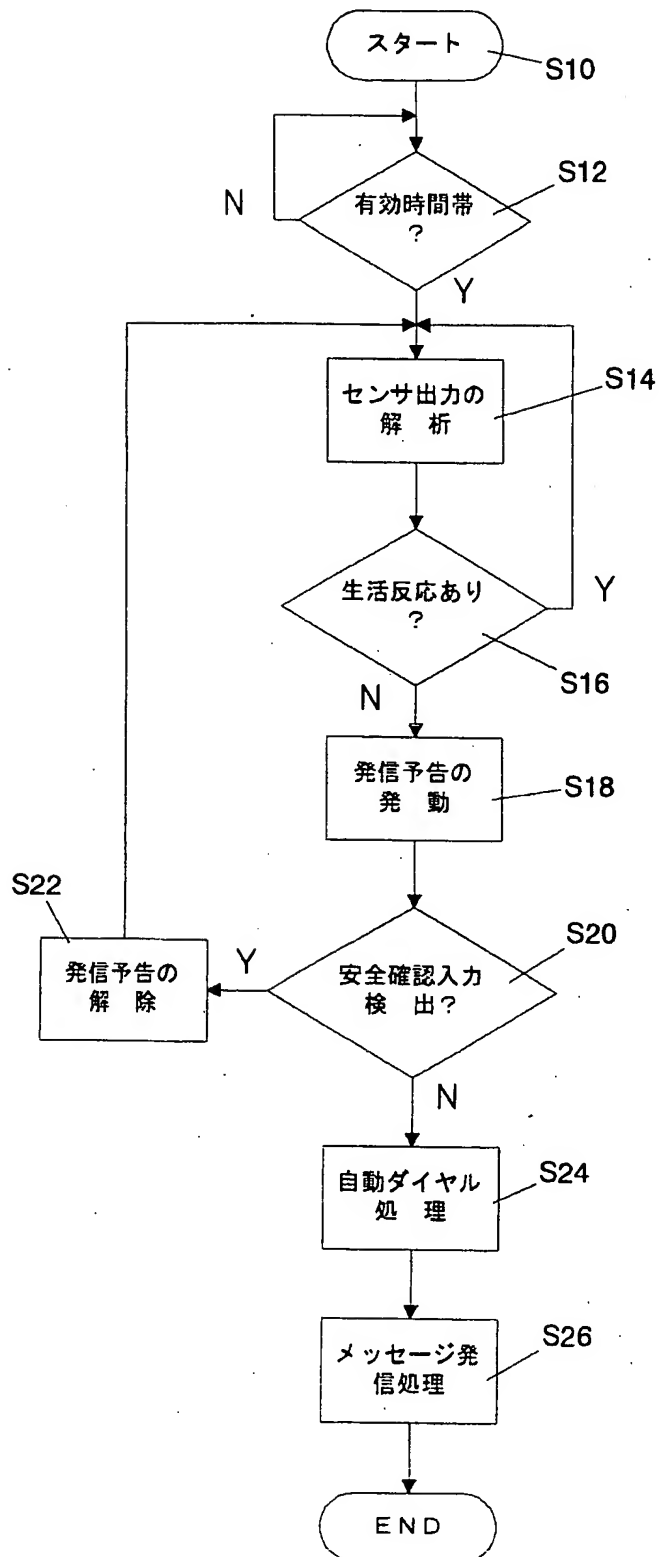 スタート
S10
N
有効時間帯
?
S12
Y
センサ出力の
解 析
S14
生活反応あり
?
Y
S16
N
発信予告の
発 動
S18
S22
発信予告の
解 除
Y
安全確認入力
検 出?
S20
N
自動ダイヤル
処 理
S24
メッセージ発
信処理
S26
END